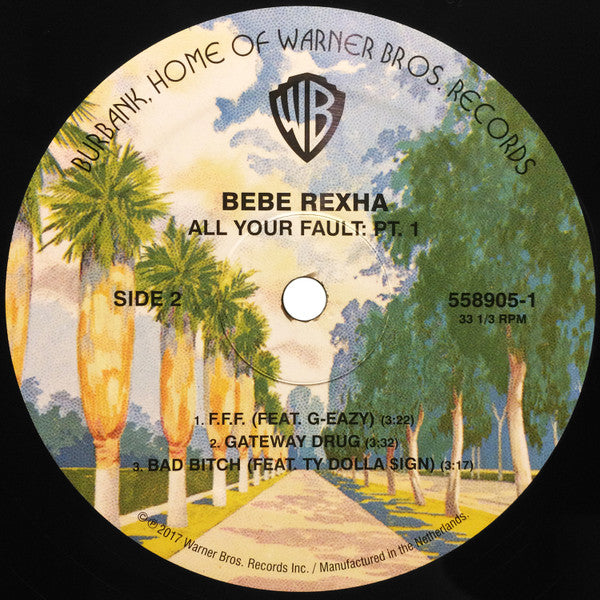 BURBANK, HOME OF WARNER BROS. RECORDS
WB
BEBE REXHA
ALL YOUR FAULT: PT. 1
SIDE 2
558905-1
33 1/3 RPM
1. F.F.F. (FEAT. G-EAZY) (3:22)
2. GATEWAY DRUG (3:32)
3. BAD BITCH (FEAT. TY DOLLA $IGN) (3:17)
© ℗ 2017 Warner Bros. Records Inc. / Manufactured in the Netherlands.